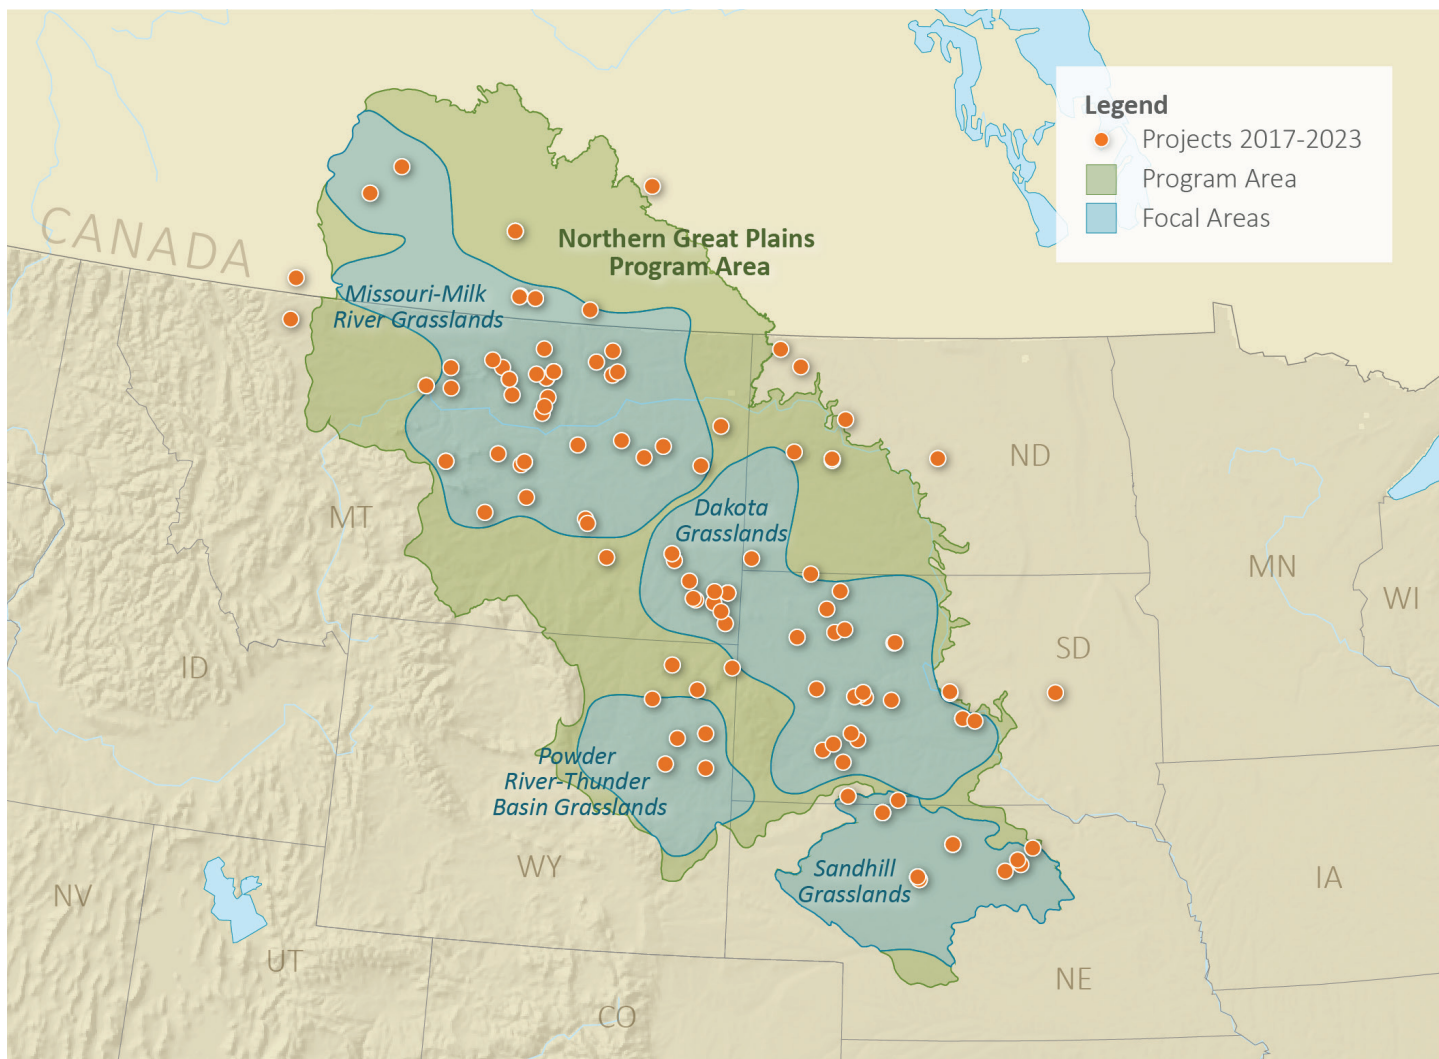 Legend
Projects 2017-2023
Program Area
Focal Areas
CANADA
Northern Great Plains
Program Area
Missouri-Milk
River Grasslands
ND
MT
Dakota
Grasslands
MN
WI
ID
SD
Powder
River-Thunder
Basin Grasslands
WY
Sandhill
Grasslands
IA
NV
UT
NE
CO